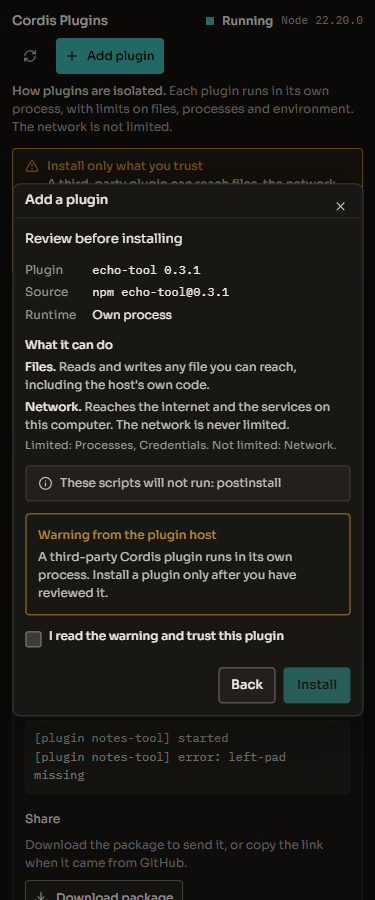 Cordis Plugins
Running
Node 22.20.0
Add plugin
How plugins are isolated. Each plugin runs in its own
process, with limits on files, processes and environment.
The network is not limited.
Install only what you trust
A third-party plugin can reach files, the network
Add a plugin
Review before installing
Plugin echo-tool 0.3.1
Source npm echo-tool@0.3.1
Runtime Own process
What it can do
Files. Reads and writes any file you can reach,
including the host's own code.
Network. Reaches the internet and the services on
this computer. The network is never limited.
Limited: Processes, Credentials. Not limited: Network.
These scripts will not run: postinstall
Warning from the plugin host
A third-party Cordis plugin runs in its own
process. Install a plugin only after you have
reviewed it.
I read the warning and trust this plugin
Back
Install
[plugin notes-tool] started
[plugin notes-tool] error: left-pad
missing
Share
Download the package to send it, or copy the link
when it came from GitHub.
Download package